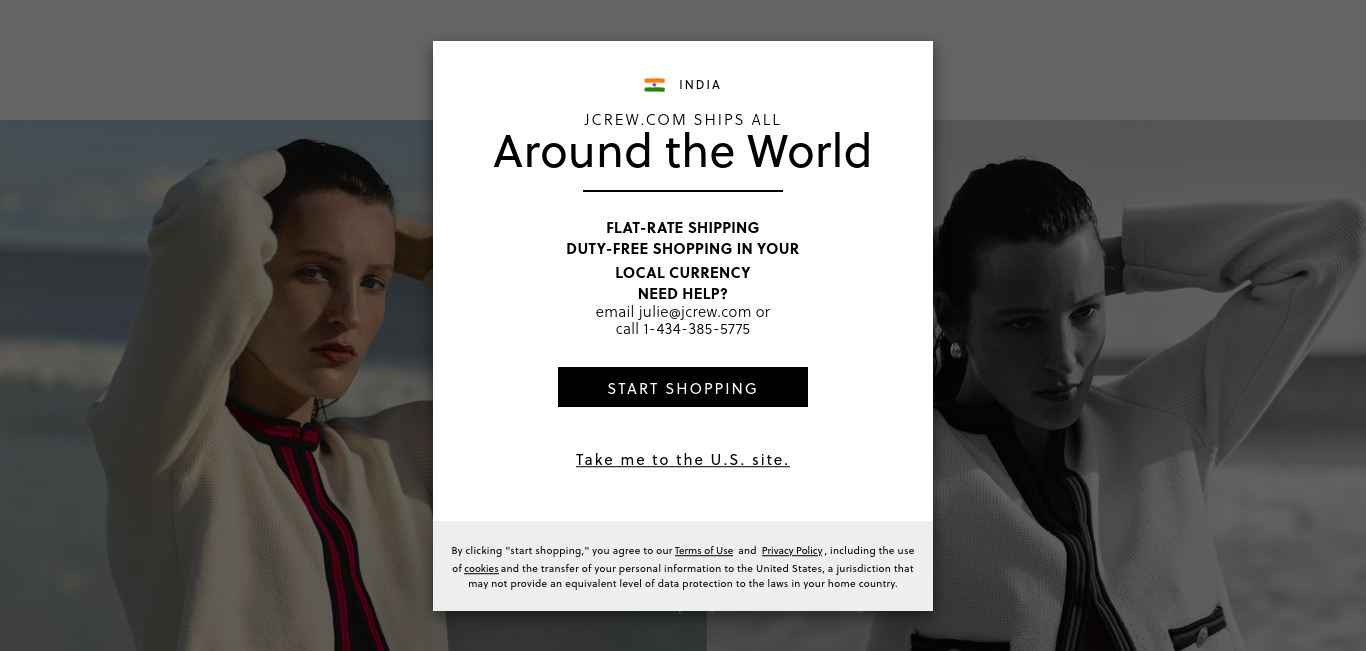 INDIA
JCREW.COM SHIPS ALL
Around the World
FLAT-RATE SHIPPING
DUTY-FREE SHOPPING IN YOUR
LOCAL CURRENCY
NEED HELP?
email julie@jcrew.com or
call 1-434-385-5775
START SHOPPING
Take me to the U.S. site.
By clicking "start shopping," you agree to our Terms of Use and Privacy Policy, including the use
of cookies and the transfer of your personal information to the United States, a jurisdiction that
may not provide an equivalent level of data protection to the laws in your home country.